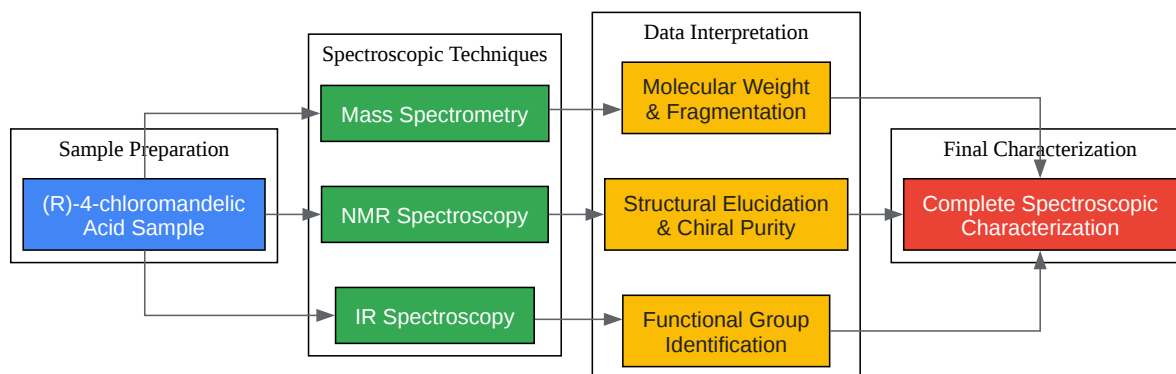 Sample Preparation
(R)-4-chloromandelic
Acid Sample
Spectroscopic Techniques
Mass Spectrometry
NMR Spectroscopy
IR Spectroscopy
Data Interpretation
Molecular Weight
& Fragmentation
Structural Elucidation
& Chiral Purity
Functional Group
Identification
Final Characterization
Complete Spectroscopic
Characterization